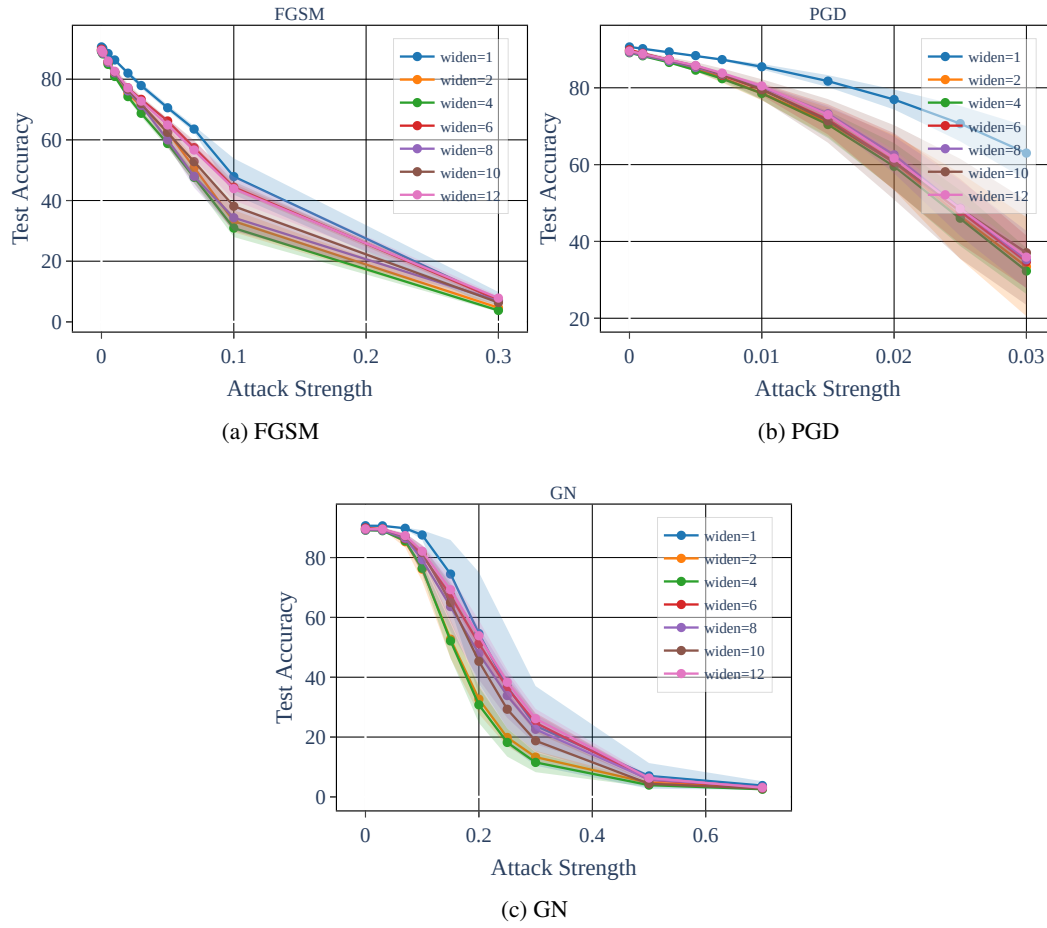 FGSM
80
60
40
20
0
0
0.1
0.2
0.3
Test Accuracy
Attack Strength
widen=1
widen=2
widen=4
widen=6
widen=8
widen=10
widen=12
(a) FGSM
PGD
80
60
40
20
0
0.01
0.02
0.03
Test Accuracy
Attack Strength
widen=1
widen=2
widen=4
widen=6
widen=8
widen=10
widen=12
(b) PGD
GN
80
60
40
20
0
0
0.2
0.4
0.6
Test Accuracy
Attack Strength
widen=1
widen=2
widen=4
widen=6
widen=8
widen=10
widen=12
(c) GN